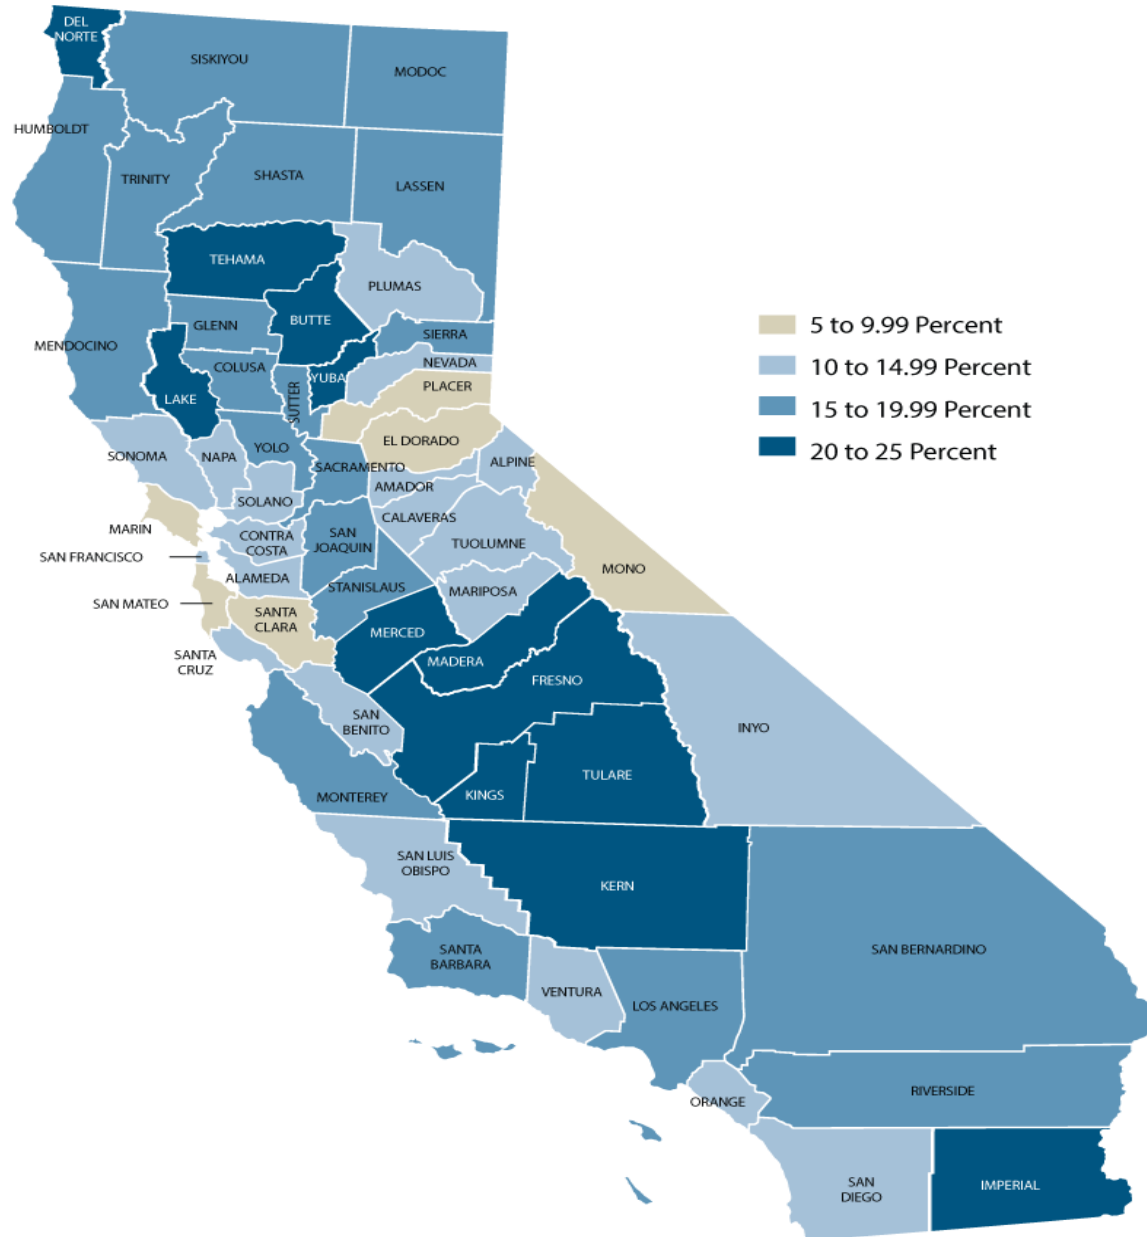 DEL
NORTE
SISKIYOU
MODOC
HUMBOLDT
TRINITY
SHASTA
LASSEN
TEHAMA
PLUMAS
BUTTE
GLENN
SIERRA
MENDOCINO
NEVADA
COLUSA
YUBA
PLACER
LAKE
SUTTER
EL DORADO
YOLO
SONOMA
NAPA
SACRAMENTO
ALPINE
AMADOR
SOLANO
CALAVERAS
MARIN
CONTRA
COSTA
SAN
JOAQUIN
TUOLUMNE
SAN FRANCISCO
MONO
ALAMEDA
STANISLAUS
MARIPOSA
SAN MATEO
SANTA
CLARA
MERCED
SANTA
CRUZ
MADERA
FRESNO
SAN
BENITO
INYO
TULARE
KINGS
MONTEREY
SAN LUIS
OBISPO
KERN
SANTA
BARBARA
SAN BERNARDINO
VENTURA
LOS ANGELES
RIVERSIDE
ORANGE
SAN
DIEGO
IMPERIAL
5 to 9.99 Percent
10 to 14.99 Percent
15 to 19.99 Percent
20 to 25 Percent